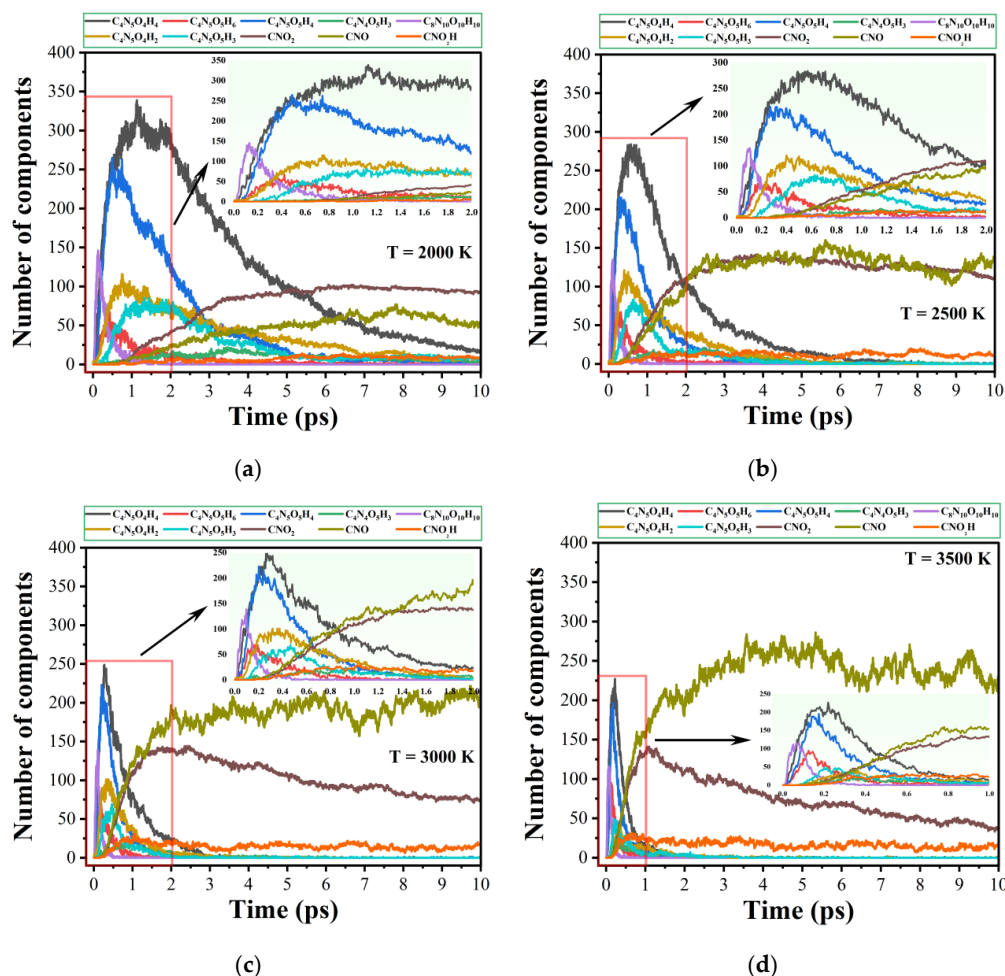 C₄N₅O₄H₄ C₄N₅O₅H₆ C₄N₅O₅H₄ C₄N₄O₅H₃ C₈N₁₀O₁₀H₁₀
C₄N₅O₄H₂ C₄N₅O₅H₃ CNO₂ CNO CNO₂H
Number of components
400
350
300
250
200
150
100
50
0
300
250
200
150
100
50
0
0.0 0.2 0.4 0.6 0.8 1.0 1.2 1.4 1.6 1.8 2.0
T = 2000 K
0 1 2 3 4 5 6 7 8 9 10
Time (ps)
(a)
C₄N₅O₄H₄ C₄N₅O₅H₆ C₄N₅O₅H₄ C₄N₄O₅H₃ C₈N₁₀O₁₀H₁₀
C₄N₅O₄H₂ C₄N₅O₅H₃ CNO₂ CNO CNO₂H
Number of components
400
350
300
250
200
150
100
50
0
300
250
200
150
100
50
0
0.0 0.2 0.4 0.6 0.8 1.0 1.2 1.4 1.6 1.8 2.0
T = 2500 K
0 1 2 3 4 5 6 7 8 9 10
Time (ps)
(b)
C₄N₅O₄H₄ C₄N₅O₅H₆ C₄N₅O₅H₄ C₄N₄O₅H₃ C₈N₁₀O₁₀H₁₀
C₄N₅O₄H₂ C₄N₅O₅H₃ CNO₂ CNO CNO₂H
Number of components
400
350
300
250
200
150
100
50
0
250
200
150
100
50
0
0.0 0.2 0.4 0.6 0.8 1.0 1.2 1.4 1.6 1.8 2.0
T = 3000 K
0 1 2 3 4 5 6 7 8 9 10
Time (ps)
(c)
C₄N₅O₄H₄ C₄N₅O₅H₆ C₄N₅O₅H₄ C₄N₄O₅H₃ C₈N₁₀O₁₀H₁₀
C₄N₅O₄H₂ C₄N₅O₅H₃ CNO₂ CNO CNO₂H
T = 3500 K
Number of components
400
350
300
250
200
150
100
50
0
250
200
150
100
50
0
0.0 0.2 0.4 0.6 0.8 1.0
0 1 2 3 4 5 6 7 8 9 10
Time (ps)
(d)